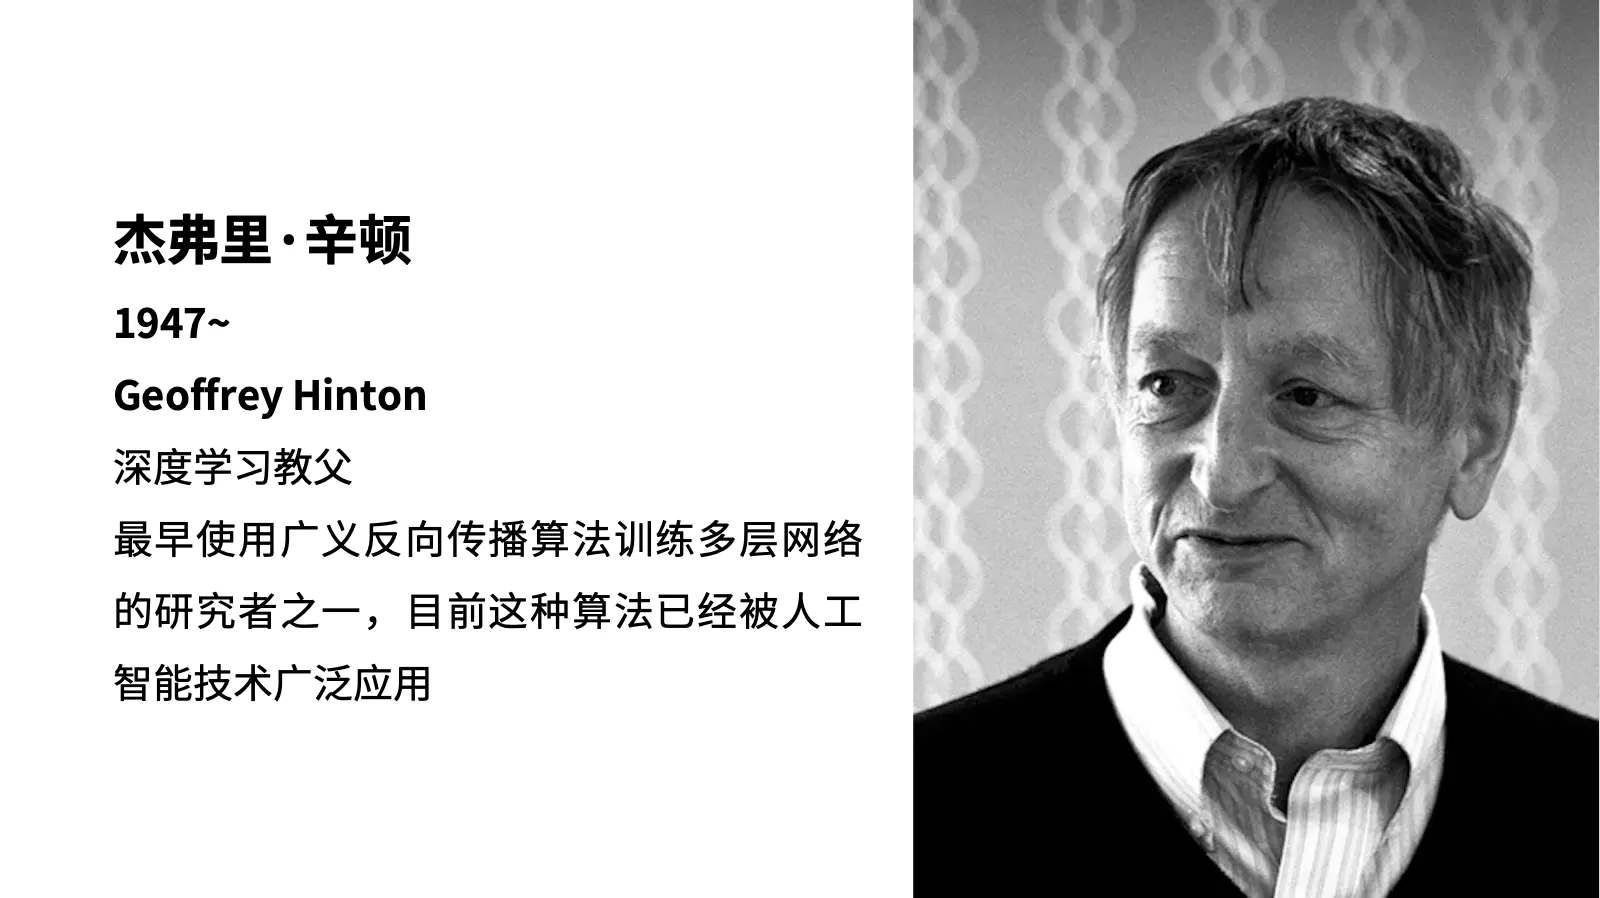 杰弗里·辛顿
1947~
Geoffrey Hinton
深度学习教父
最早使用广义反向传播算法训练多层网络
的研究者之一，目前这种算法已经被人工
智能技术广泛应用